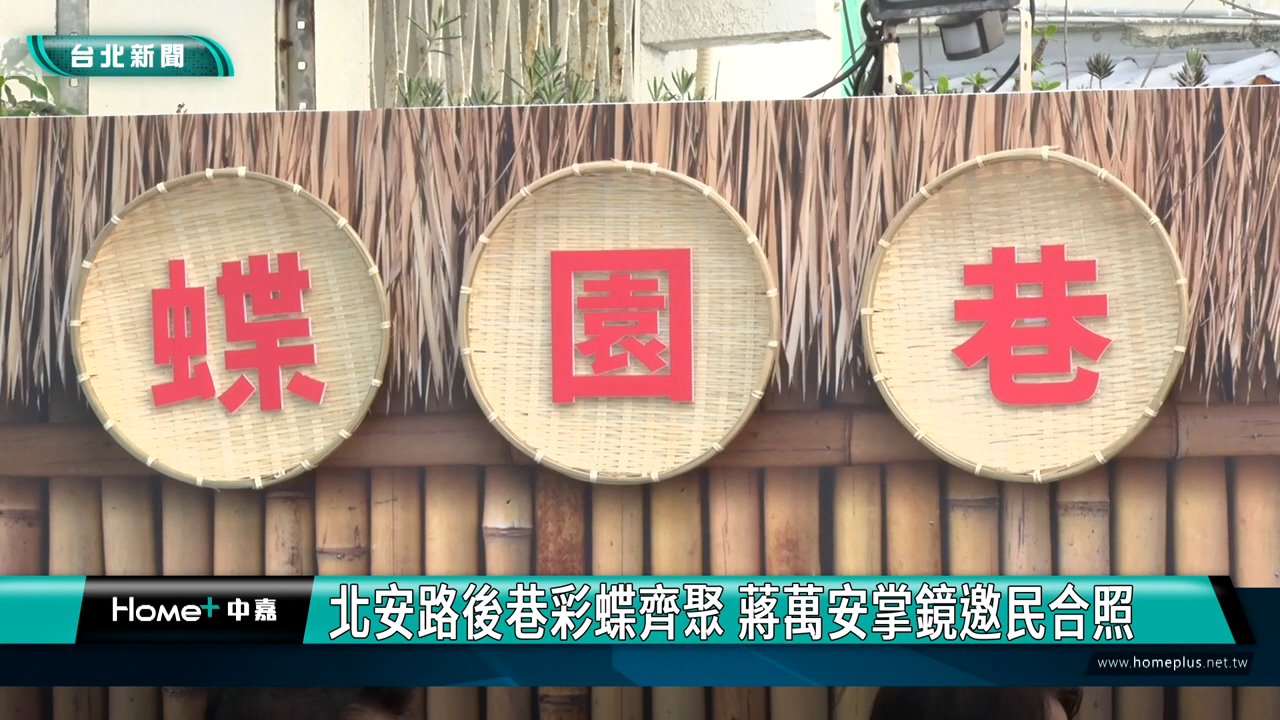 台北新聞
蝶園巷
Home+ 中嘉
北安路後巷彩蝶齊聚 蔣萬安掌鏡邀民合照
www.homeplus.net.tw